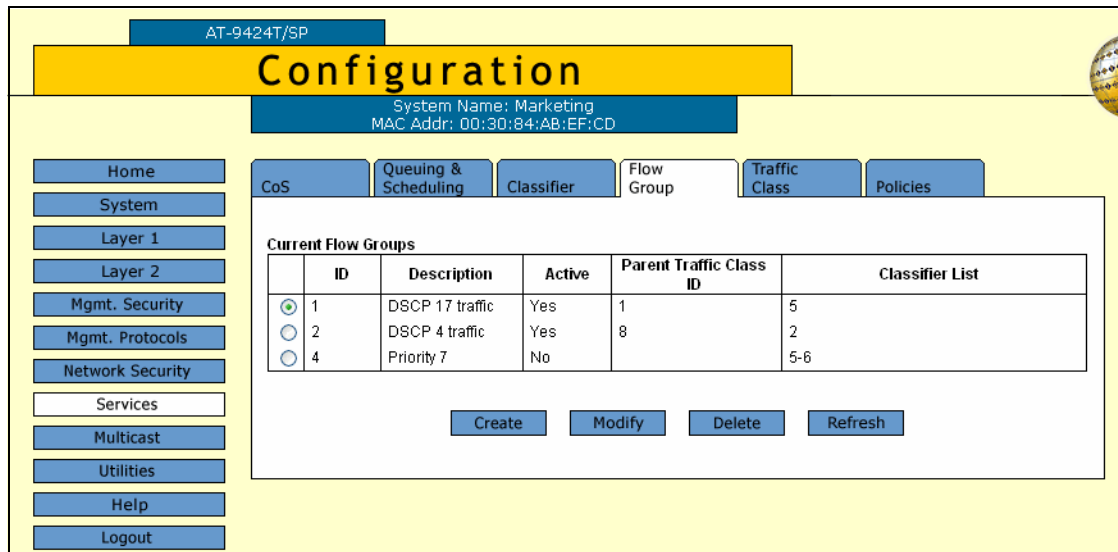 AT-9424T/SP
Configuration
System Name: Marketing
MAC Addr: 00:30:84:AB:EF:CD
Home
System
Layer 1
Layer 2
Mgmt. Security
Mgmt. Protocols
Network Security
Services
Multicast
Utilities
Help
Logout
CoS
Queuing &
Scheduling
Classifier
Flow
Group
Traffic
Class
Policies
Current Flow Groups
ID Description Active Parent Traffic Class ID Classifier List
1 DSCP 17 traffic Yes 1 5
2 DSCP 4 traffic Yes 8 2
4 Priority 7 No 5-6
Create Modify Delete Refresh